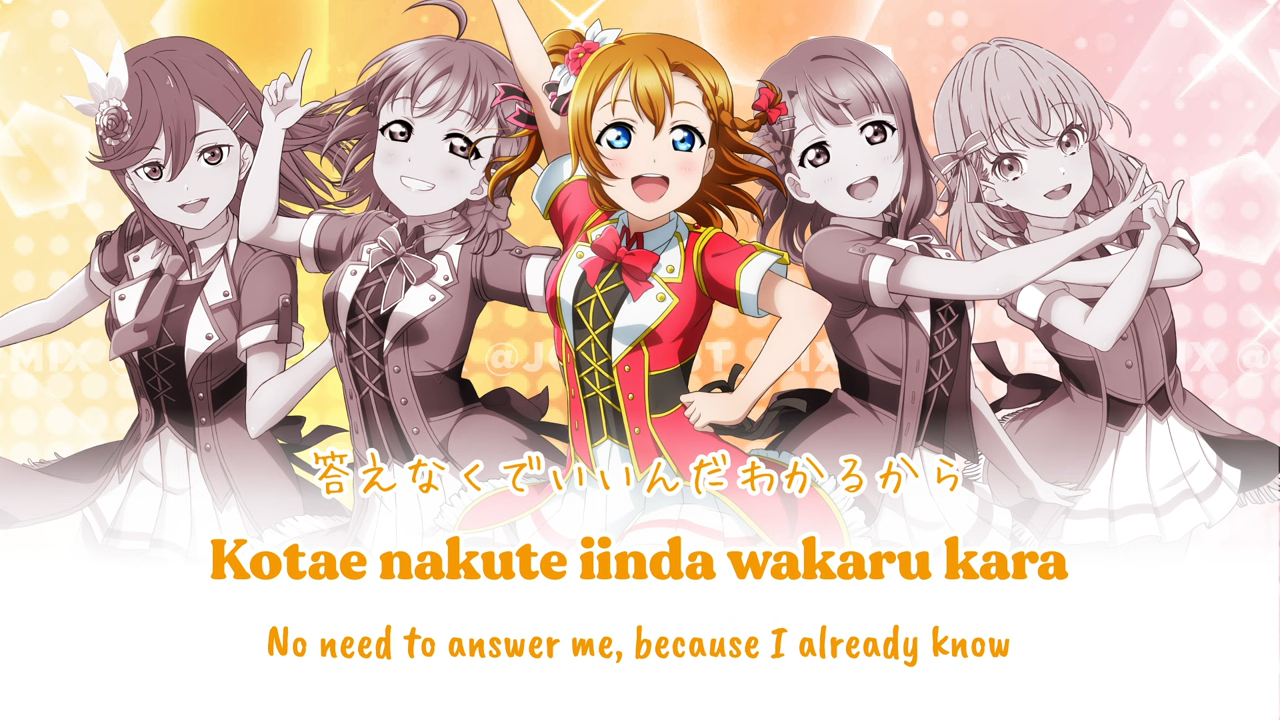 答えなくでいいんだわかるから
Kotae nakute iinda wakaru kara
No need to answer me, because I already know